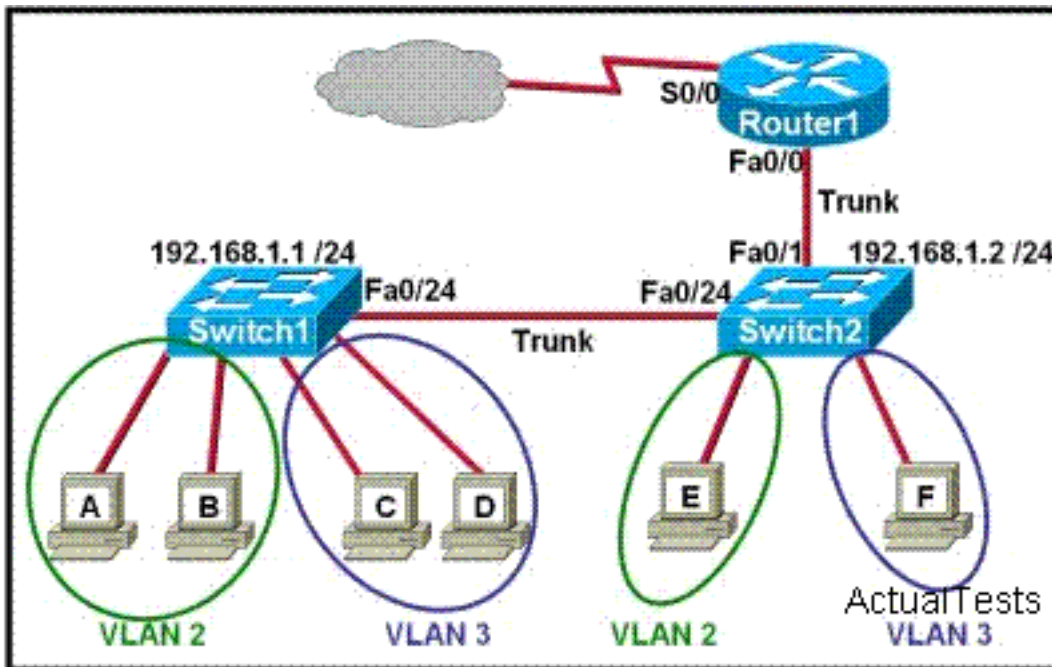 S0/0
Router1
Fa0/0
Trunk
192.168.1.1 /24
Fa0/1
192.168.1.2 /24
Fa0/24
Fa0/24
Switch1
Trunk
Switch2
A
B
C
D
E
F
ActualTests
VLAN 2
VLAN 3
VLAN 2
VLAN 3